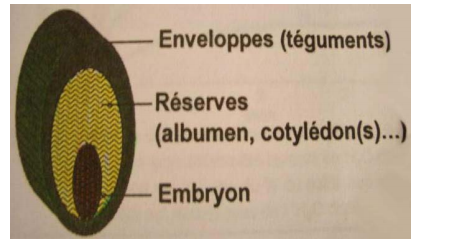 Enveloppes (téguments)
Réserves
(albumen, cotylédon(s)...)
Embryon